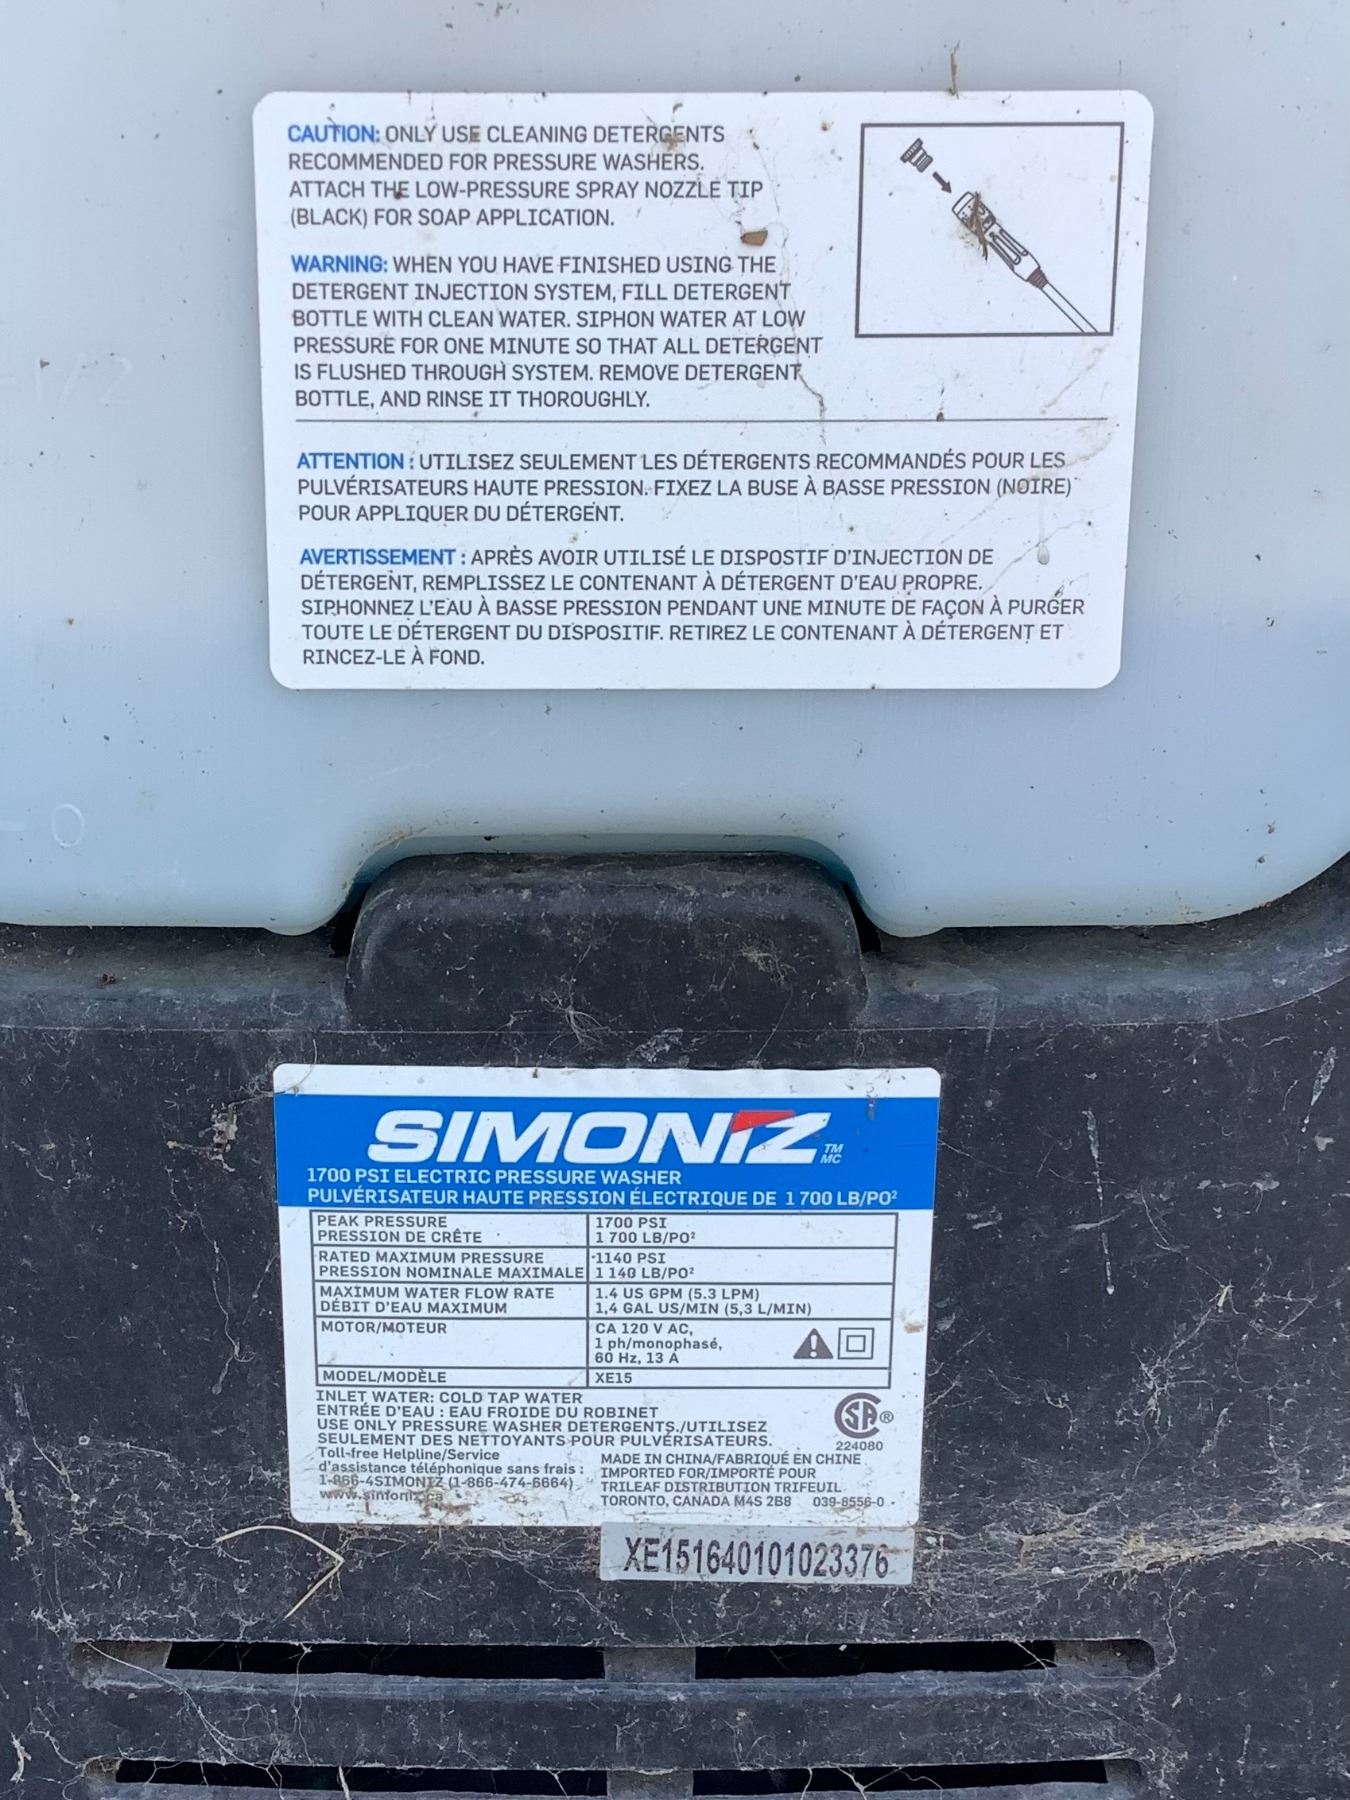 CAUTION: ONLY USE CLEANING DETERGENTS
RECOMMENDED FOR PRESSURE WASHERS.
ATTACH THE LOW-PRESSURE SPRAY NOZZLE TIP
(BLACK) FOR SOAP APPLICATION.
WARNING: WHEN YOU HAVE FINISHED USING THE
DETERGENT INJECTION SYSTEM, FILL DETERGENT
BOTTLE WITH CLEAN WATER. SIPHON WATER AT LOW
PRESSURE FOR ONE MINUTE SO THAT ALL DETERGENT
IS FLUSHED THROUGH SYSTEM. REMOVE DETERGENT
BOTTLE, AND RINSE IT THOROUGHLY.
ATTENTION : UTILISEZ SEULEMENT LES DÉTERGENTS RECOMMANDÉS POUR LES
PULVÉRISATEURS HAUTE PRESSION. FIXEZ LA BUSE À BASSE PRESSION (NOIRE)
POUR APPLIQUER DU DÉTERGENT.
AVERTISSEMENT : APRÈS AVOIR UTILISÉ LE DISPOSTIF D'INJECTION DE
DÉTERGENT, REMPLISSEZ LE CONTENANT À DÉTERGENT D'EAU PROPRE.
SIPHONNEZ L'EAU À BASSE PRESSION PENDANT UNE MINUTE DE FAÇON À PURGER
TOUTE LE DÉTERGENT DU DISPOSITIF. RETIREZ LE CONTENANT À DÉTERGENT ET
RINCEZ-LE À FOND.
1/2
0
SIMONIZ TM MC
1700 PSI ELECTRIC PRESSURE WASHER
PULVÉRISATEUR HAUTE PRESSION ÉLECTRIQUE DE 1 700 LB/PO²
PEAK PRESSURE 1700 PSI
PRESSION DE CRÊTE 1 700 LB/PO²
RATED MAXIMUM PRESSURE 1140 PSI
PRESSION NOMINALE MAXIMALE 1 140 LB/PO²
MAXIMUM WATER FLOW RATE 1.4 US GPM (5.3 LPM)
DÉBIT D'EAU MAXIMUM 1,4 GAL US/MIN (5,3 L/MIN)
MOTOR/MOTEUR CA 120 V AC,
1 ph/monophasé,
60 Hz, 13 A
MODEL/MODÈLE XE15
INLET WATER: COLD TAP WATER
ENTRÉE D'EAU : EAU FROIDE DU ROBINET
USE ONLY PRESSURE WASHER DETERGENTS./UTILISEZ
SEULEMENT DES NETTOYANTS POUR PULVÉRISATEURS.
SA ®
224080
Toll-free Helpline/Service
d'assistance téléphonique sans frais :
1-866-4SIMONIZ (1-866-474-6664)
www.simoniz.ca
MADE IN CHINA/FABRIQUÉ EN CHINE
IMPORTED FOR/IMPORTÉ POUR
TRILEAF DISTRIBUTION TRIFEUIL
TORONTO, CANADA M4S 2B8 039-8556-0
XE151640101023376